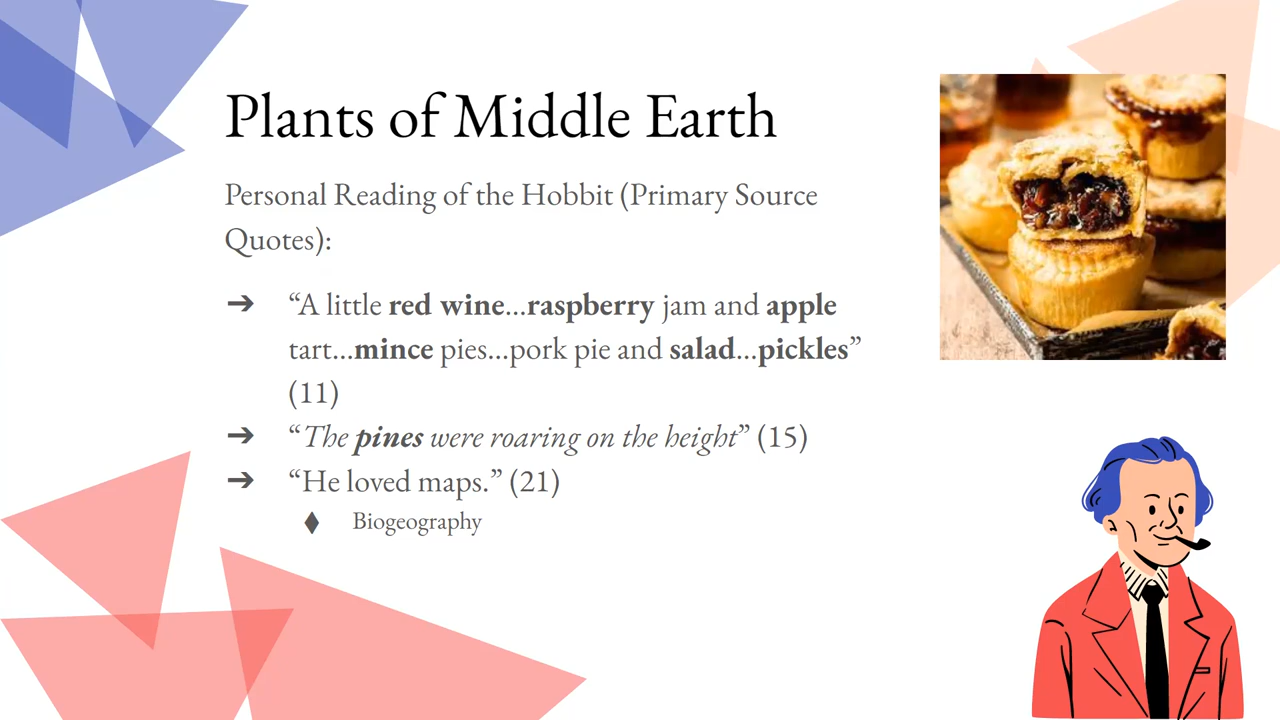 Plants of Middle Earth
Personal Reading of the Hobbit (Primary Source
Quotes):
➔ “A little red wine...raspberry jam and apple
tart...mince pies...pork pie and salad...pickles”
(11)
➔ “The pines were roaring on the height” (15)
➔ “He loved maps.” (21)
♦ Biogeography